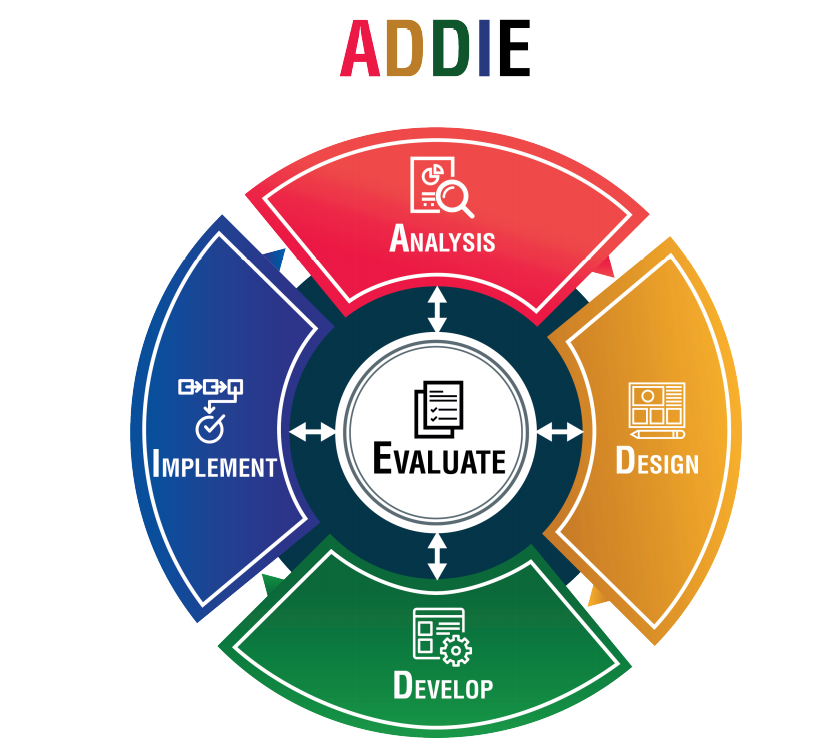 ADDIE
ANALYSIS
IMPLEMENT
EVALUATE
DESIGN
DEVELOP